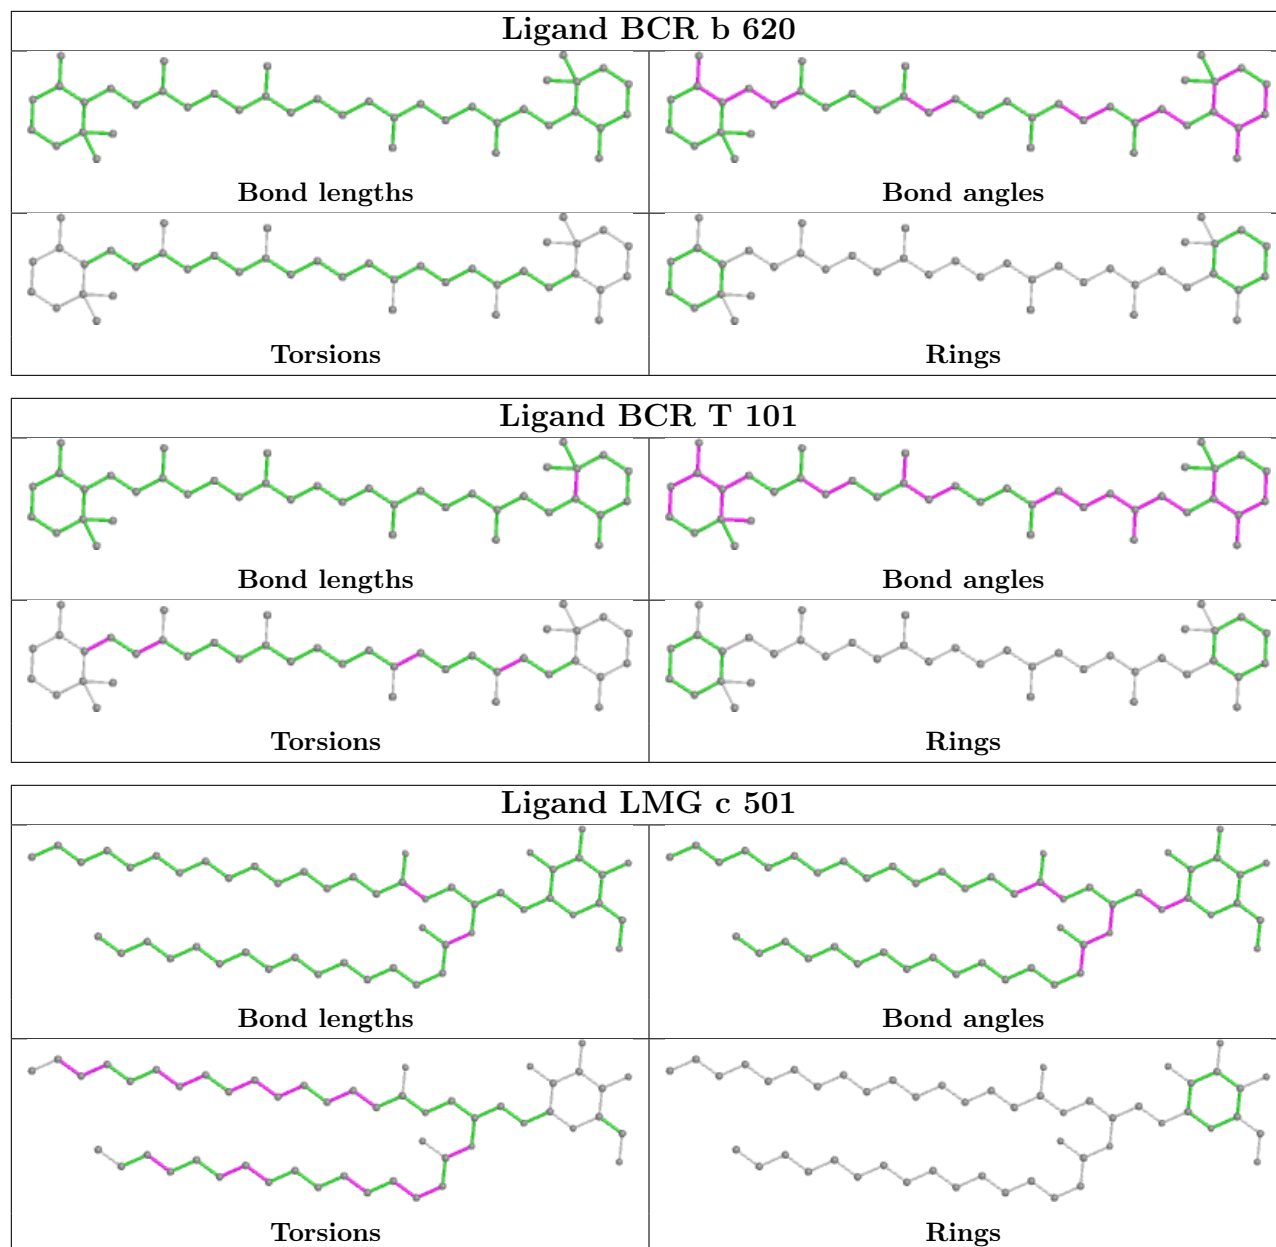 Ligand BCR b 620
Bond lengths
Bond angles
Torsions
Rings
Ligand BCR T 101
Bond lengths
Bond angles
Torsions
Rings
Ligand LMG c 501
Bond lengths
Bond angles
Torsions
Rings